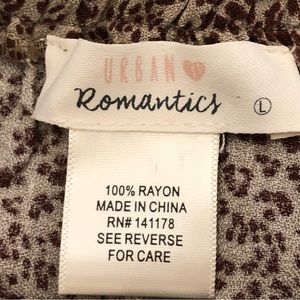 URBAN
Romantics
L
100% RAYON
MADE IN CHINA
RN# 141178
SEE REVERSE
FOR CARE